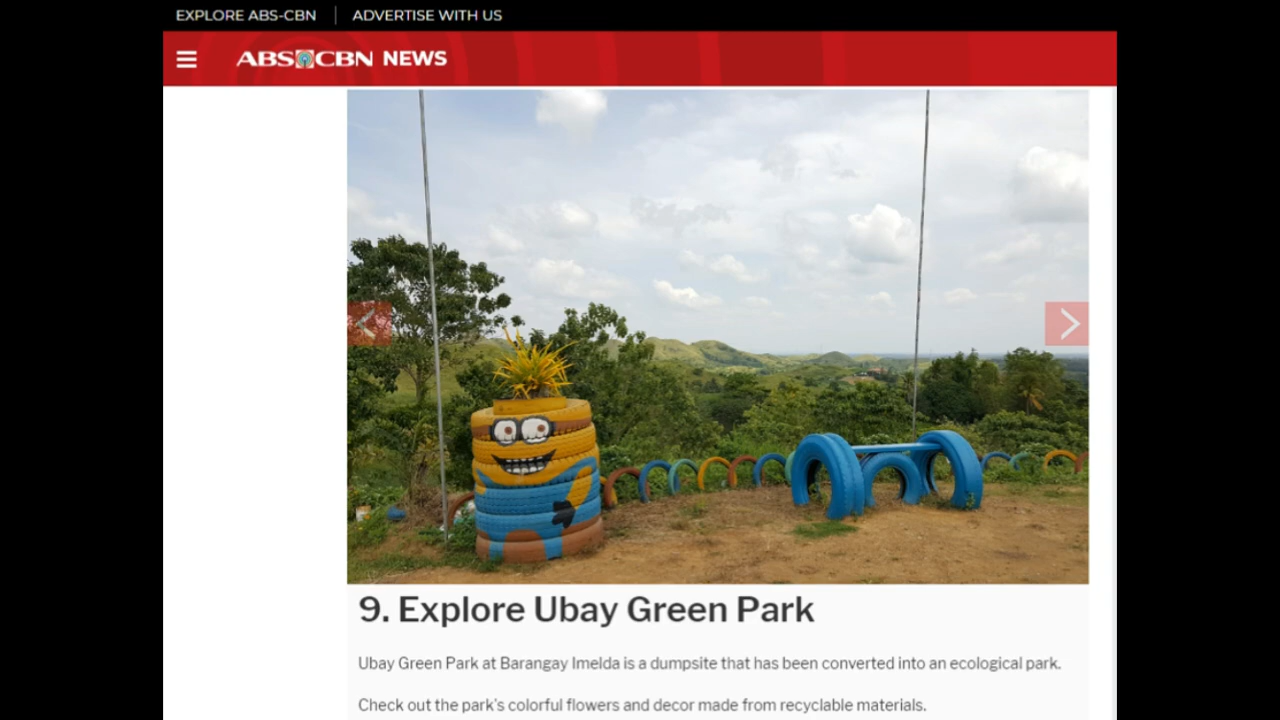 EXPLORE ABS-CBN | ADVERTISE WITH US
ABS-CBN NEWS
9. Explore Ubay Green Park
Ubay Green Park at Barangay Imelda is a dumpsite that has been converted into an ecological park.
Check out the park's colorful flowers and decor made from recyclable materials.